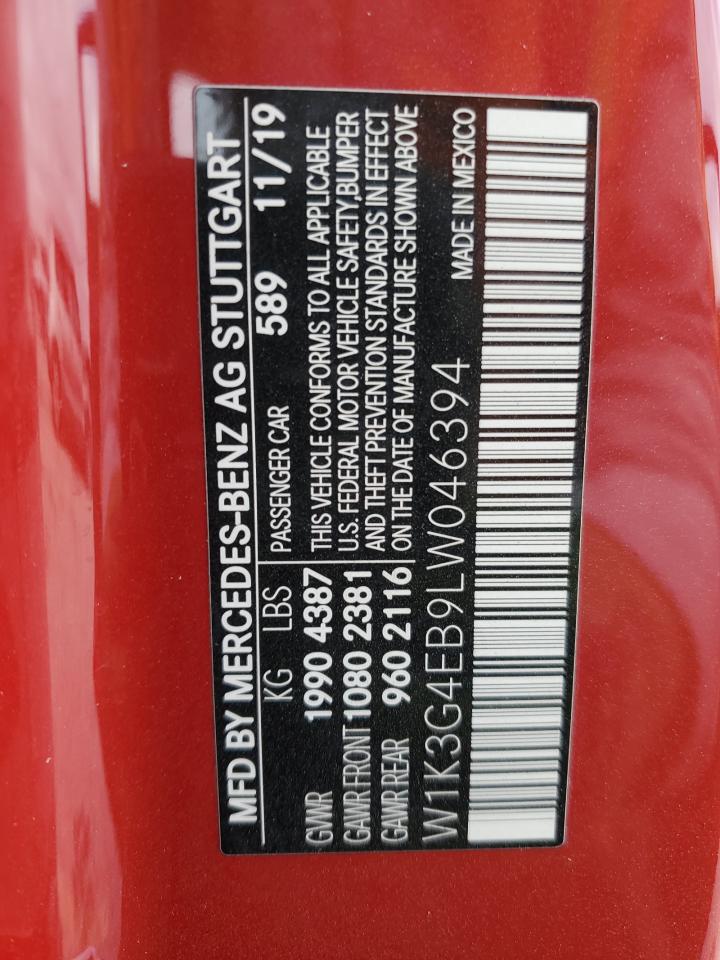 MFD BY MERCEDES-BENZ AG STUTTGART
KG LBS PASSENGER CAR 589 11/19
GWR 1990 4387
GAWR FRONT 1080 2381
GAWR REAR 960 2116
THIS VEHICLE CONFORMS TO ALL APPLICABLE
U.S. FEDERAL MOTOR VEHICLE SAFETY,BUMPER
AND THEFT PREVENTION STANDARDS IN EFFECT
ON THE DATE OF MANUFACTURE SHOWN ABOVE
W1K3G4EB9LW046394 MADE IN MEXICO